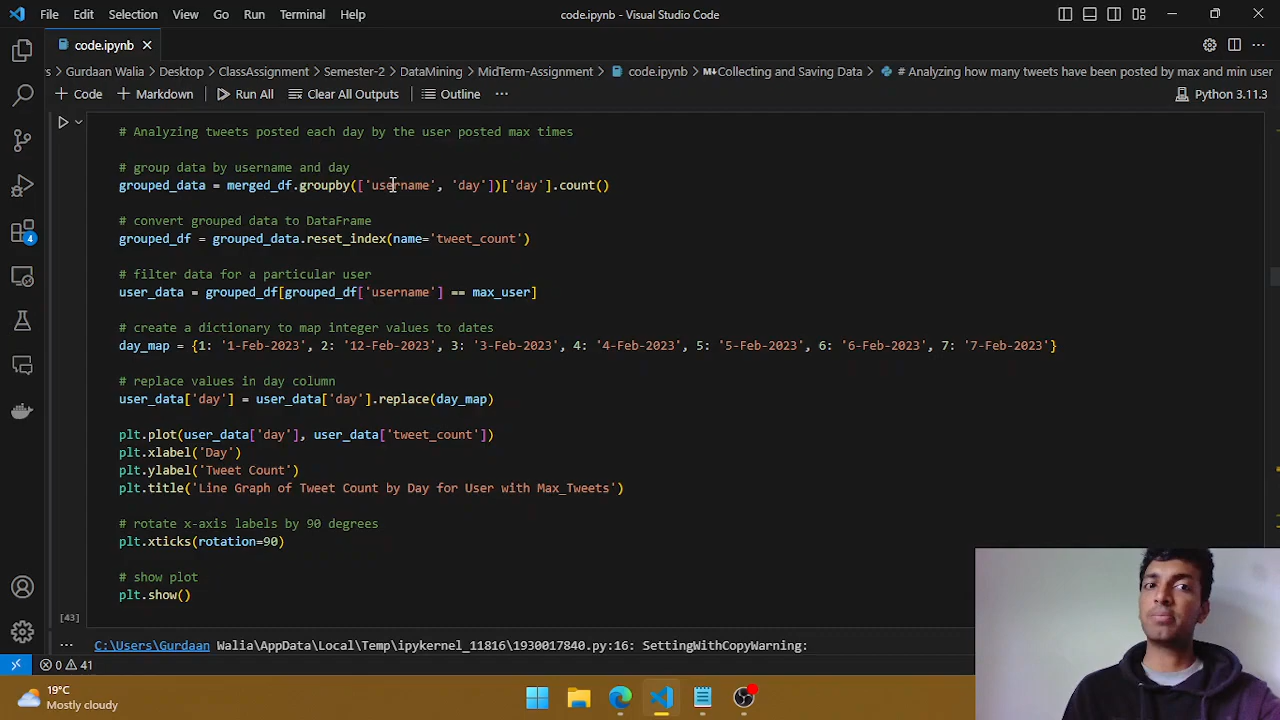 File Edit Selection View Go Run Terminal Help code.ipynb - Visual Studio Code
code.ipynb
rs > Gurdaan Walia > Desktop > ClassAssignment > Semester-2 > DataMining > MidTerm-Assignment > code.ipynb > Collecting and Saving Data > # Analyzing how many tweets have been posted by max and min user
+ Code + Markdown Run All Clear All Outputs Outline ··· Python 3.11.3
# Analyzing tweets posted each day by the user posted max times
# group data by username and day
grouped_data = merged_df.groupby(['username', 'day'])['day'].count()
# convert grouped data to DataFrame
grouped_df = grouped_data.reset_index(name='tweet_count')
# filter data for a particular user
user_data = grouped_df[grouped_df['username'] == max_user]
# create a dictionary to map integer values to dates
day_map = {1: '1-Feb-2023', 2: '12-Feb-2023', 3: '3-Feb-2023', 4: '4-Feb-2023', 5: '5-Feb-2023', 6: '6-Feb-2023', 7: '7-Feb-2023'}
# replace values in day column
user_data['day'] = user_data['day'].replace(day_map)
plt.plot(user_data['day'], user_data['tweet_count'])
plt.xlabel('Day')
plt.ylabel('Tweet Count')
plt.title('Line Graph of Tweet Count by Day for User with Max_Tweets')
# rotate x-axis labels by 90 degrees
plt.xticks(rotation=90)
# show plot
plt.show()
[43]
··· C:\Users\Gurdaan Walia\AppData\Local\Temp\ipykernel_11816\1930017840.py:16: SettingWithCopyWarning:
4
0 41
19°C
Mostly cloudy